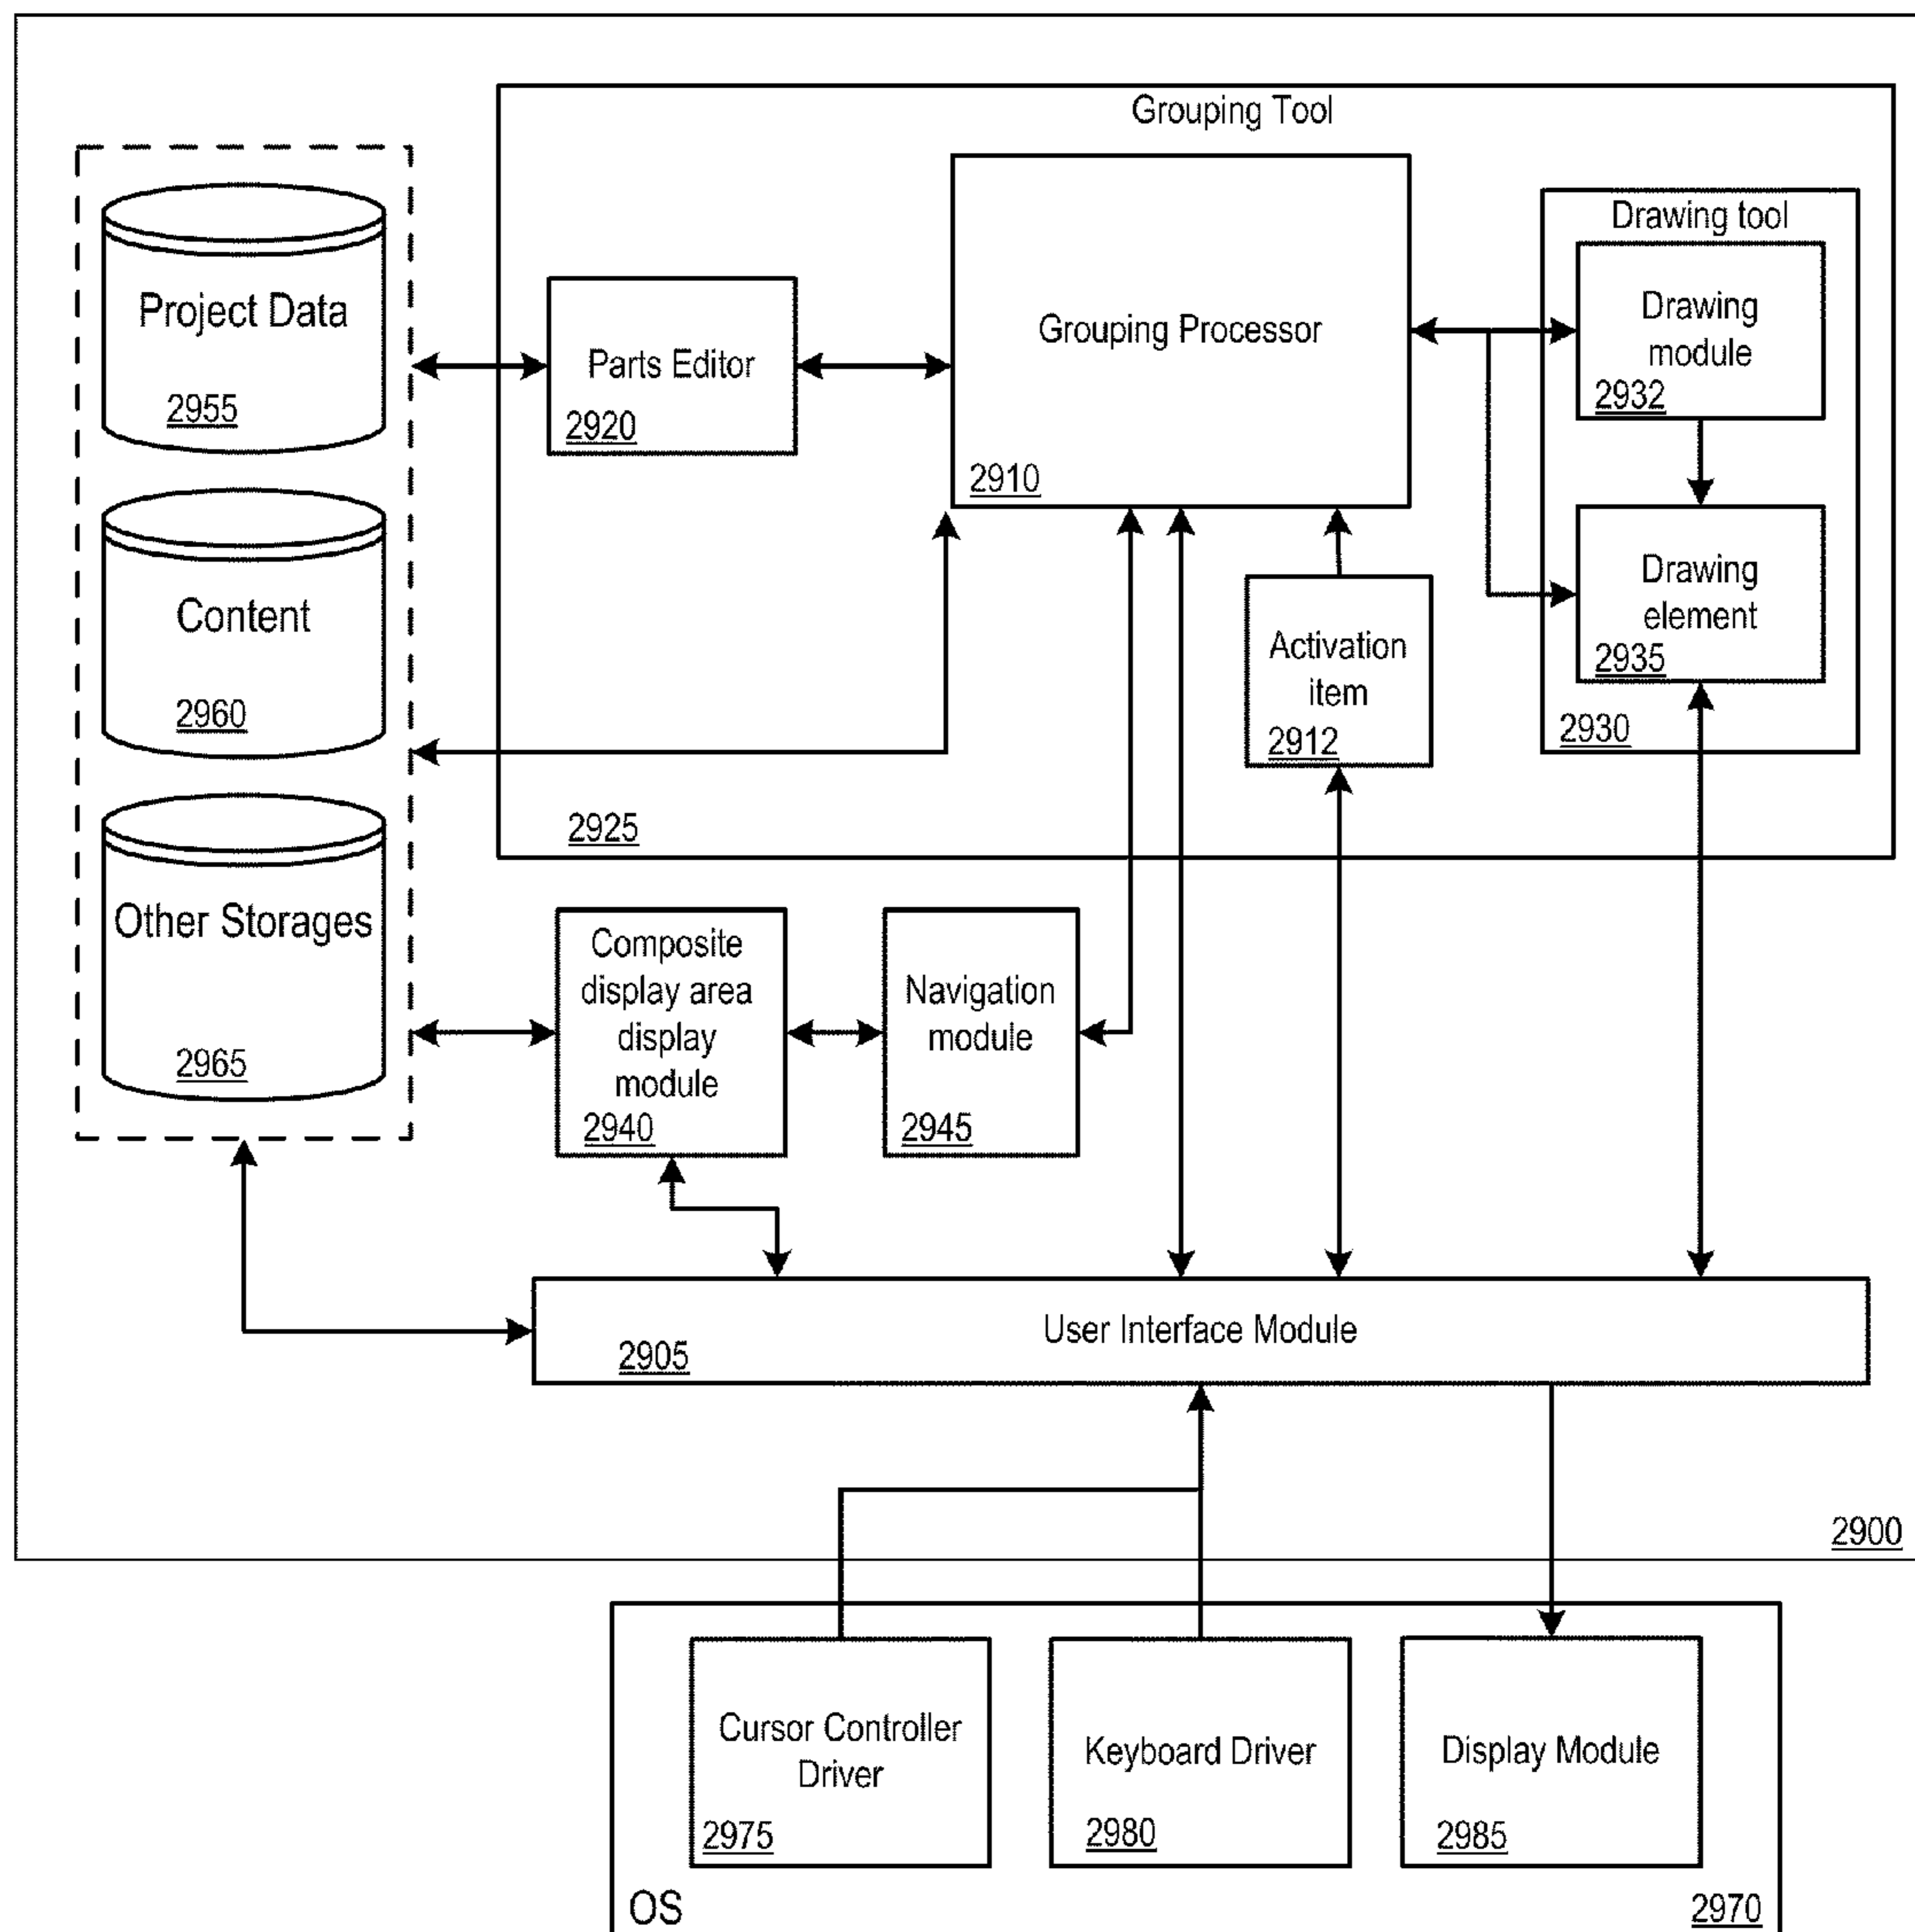 Grouping Tool
Project Data
2955
Content
2960
Other Storages
2965
Parts Editor
2920
Grouping Processor
2910
Drawing tool
Drawing
module
2932
Drawing
element
2935
2930
Activation
item
2912
2925
Composite
display area
display
module
2940
Navigation
module
2945
User Interface Module
2905
2900
Cursor Controller
Driver
2975
Keyboard Driver
2980
Display Module
2985
OS
2970